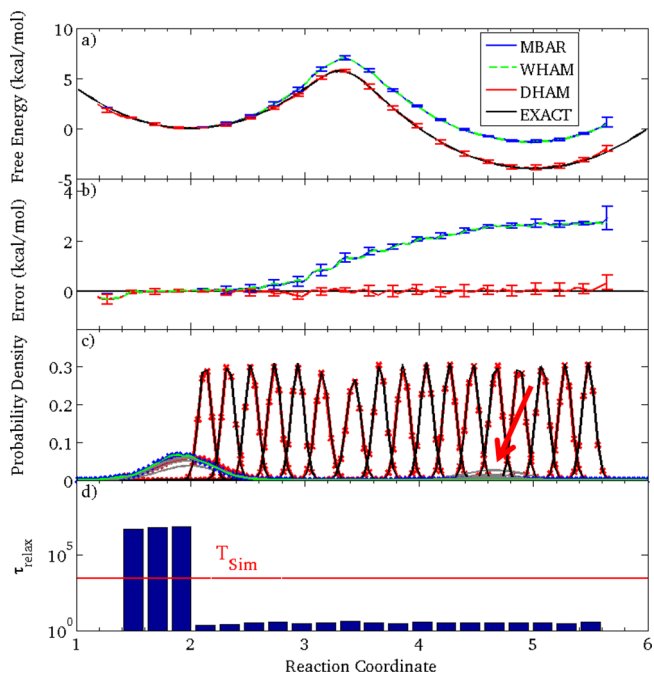 a)
10
5
0
-5
Free Energy (kcal/mol)
MBAR
WHAM
DHAM
EXACT
b)
4
2
0
Error (kcal/mol)
c)
0.3
0.2
0.1
0
Probability Density
d)
10^5
10^0
τ_relax
T_Sim
1 2 3 4 5 6
Reaction Coordinate